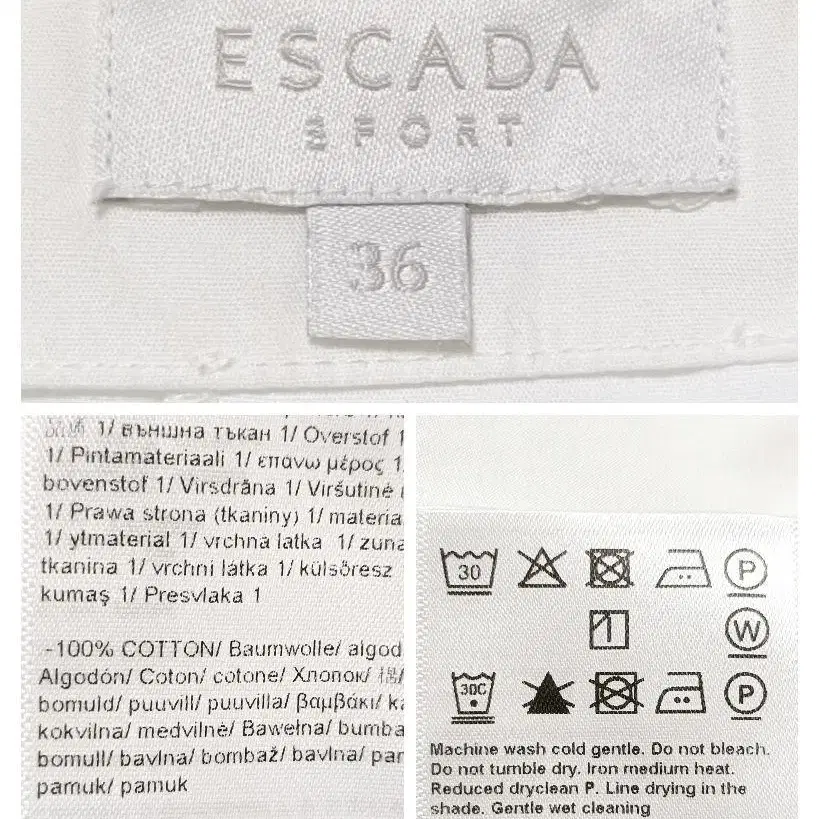 ESCADA
SPORT
36
1/ външна тъкан 1/ Overstof 1
1/ Pintamateriaali 1/ επανω μέρος 1
bovenstof 1/ Virsdrāna 1/ Viršutinė
1/ Prawa strona (tkaniny) 1/ materia
1/ ytmaterial 1/ vrchna latka 1/ zuna
tkanina 1/ vrchní látka 1/ külsőresz
kumaş 1/ Presvlaka 1
-100% COTTON/ Baumwolle/ algod
Algodón/ Coton/ cotone/ Хлопок/ 棉/
bomuld/ puuvill/ puuvilla/ βαμβάκι/ ka
kokvilna/ medvilnė/ Bawełna/ bumba
bomull/ bavlna/ bombaž/ bavlna/ pam
pamuk/ pamuk
30 P
1 W
30C P
Machine wash cold gentle. Do not bleach.
Do not tumble dry. Iron medium heat.
Reduced dryclean P. Line drying in the
shade. Gentle wet cleaning